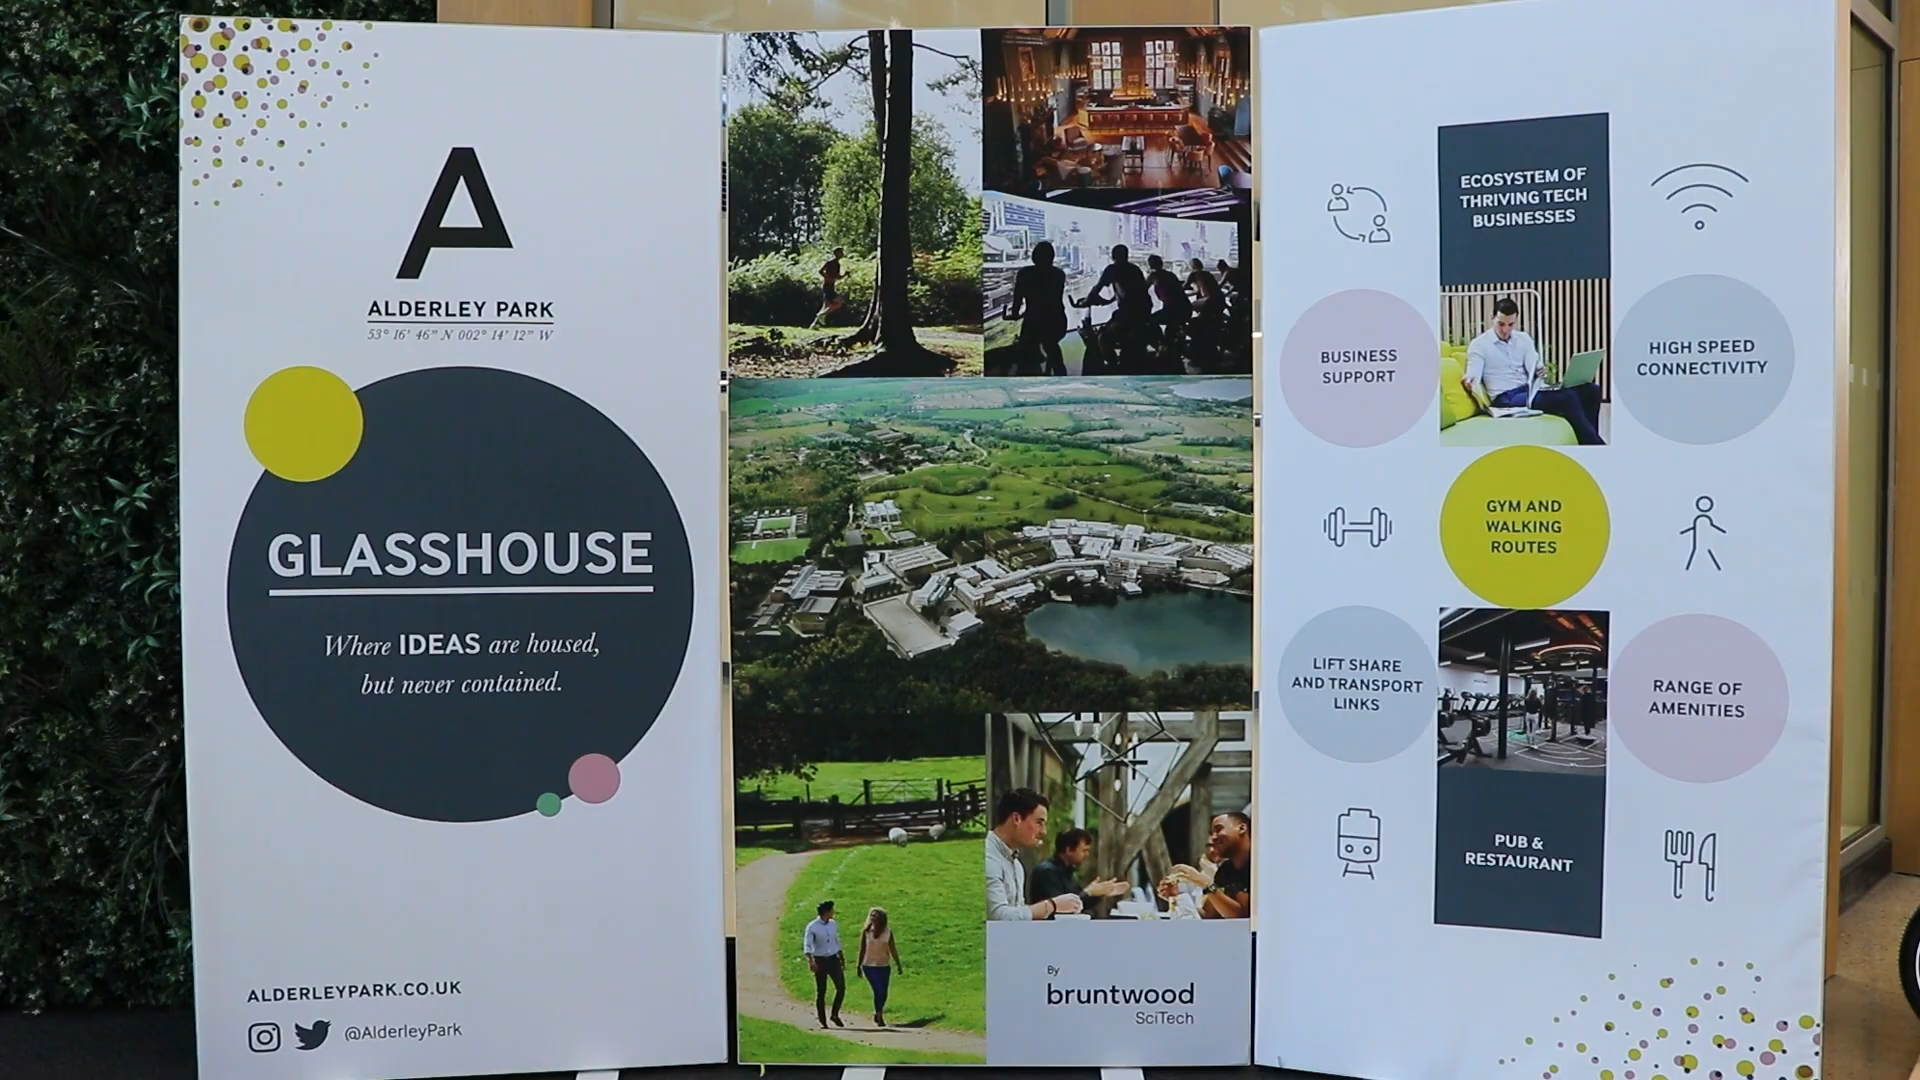 ALDERLEY PARK
53° 16' 46" N 002° 14' 12" W
GLASSHOUSE
Where IDEAS are housed,
but never contained.
ALDERLEYPARK.CO.UK
@AlderleyPark
By
bruntwood
SciTech
ECOSYSTEM OF
THRIVING TECH
BUSINESSES
BUSINESS
SUPPORT
HIGH SPEED
CONNECTIVITY
GYM AND
WALKING
ROUTES
LIFT SHARE
AND TRANSPORT
LINKS
RANGE OF
AMENITIES
PUB &
RESTAURANT